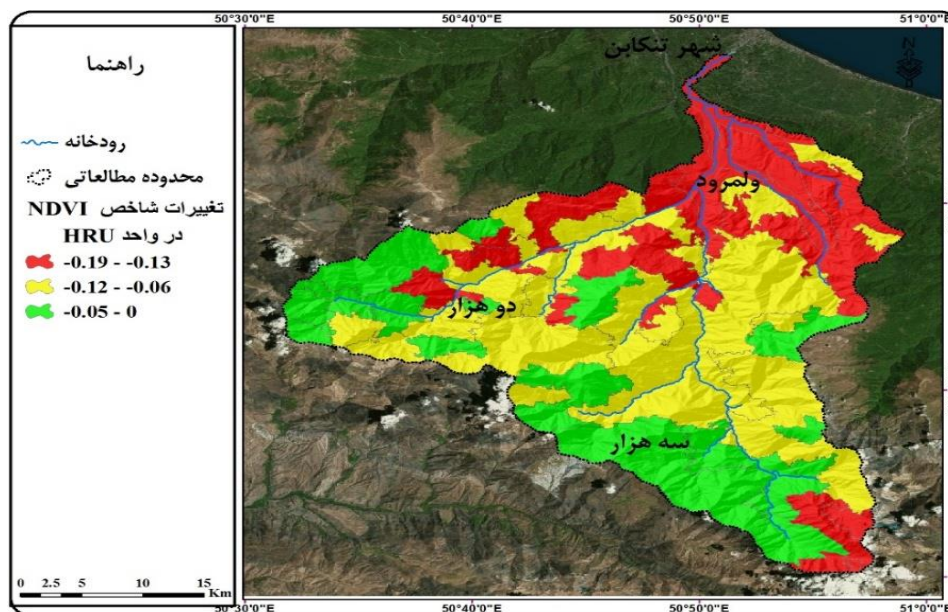 50°30'0"E 50°40'0"E 50°50'0"E 51°0'0"E
راهنما
رودخانه
محدوده مطالعاتی
تغییرات شاخص NDVI
در واحد HRU
-0.19 - -0.13
-0.12 - -0.06
-0.05 - 0
شهر تنکابن
N
ولمرود
دو هزار
سه هزار
0 2.5 5 10 15
Km
50°30'0"E 50°40'0"E 50°50'0"E 51°0'0"E